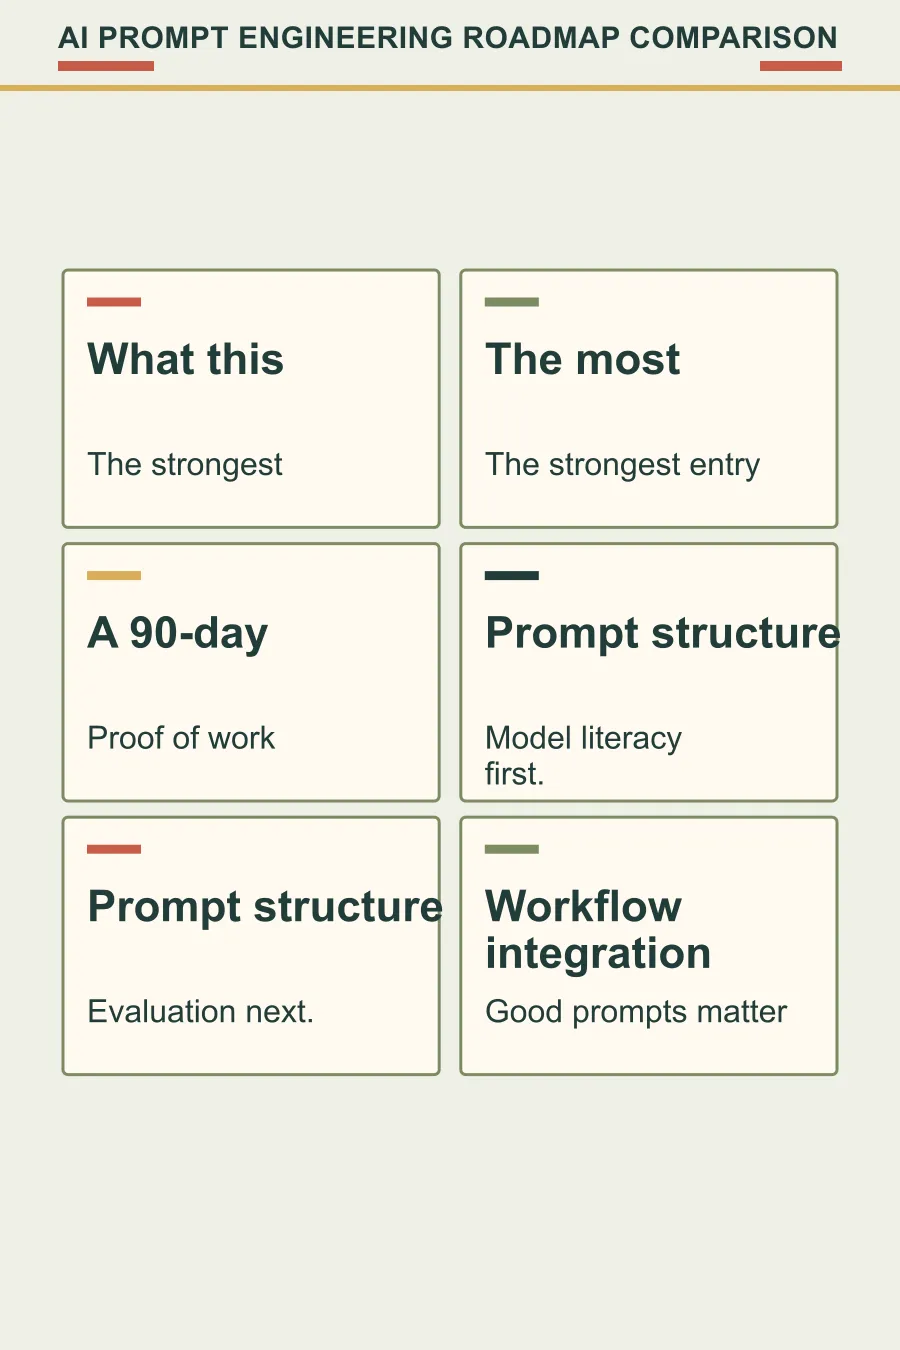 AI PROMPT ENGINEERING ROADMAP COMPARISON
What this
The strongest
The most
The strongest entry
A 90-day
Proof of work
Prompt structure
Model literacy
first.
Prompt structure
Evaluation next.
Workflow
integration
Good prompts matter